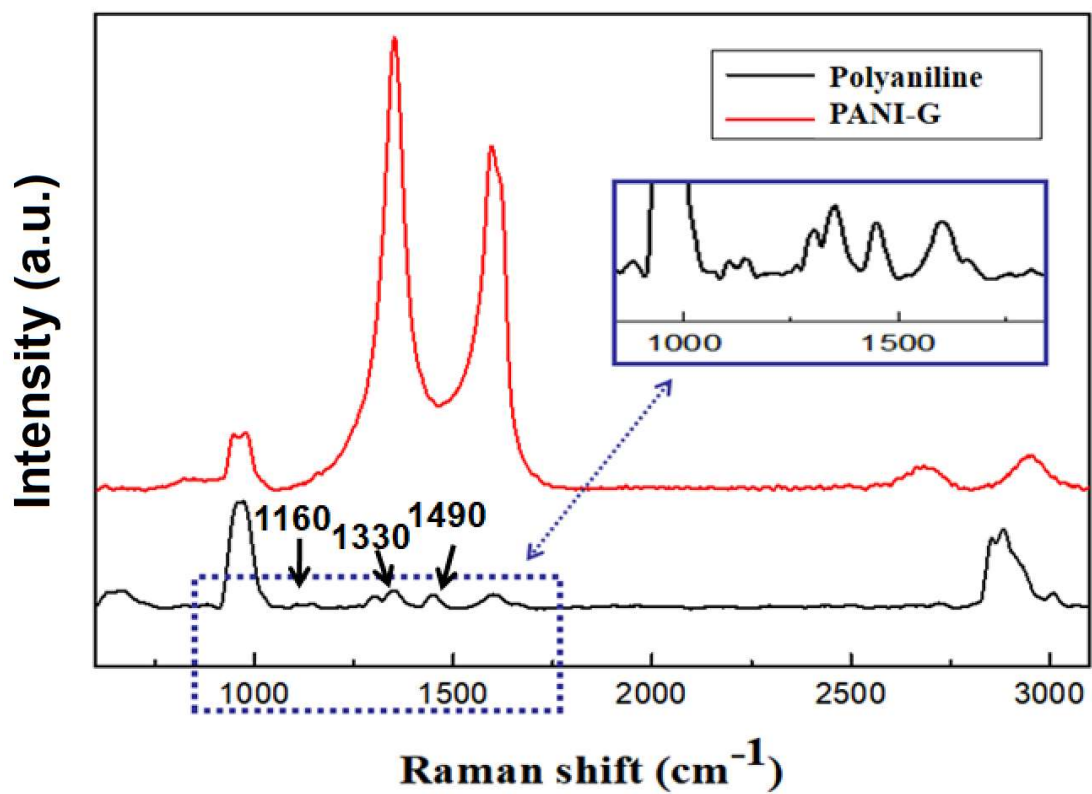 Polyaniline
PANI-G
1000 1500
1160
1330
1490
1000 1500 2000 2500 3000
Intensity (a.u.)
Raman shift (cm⁻¹)